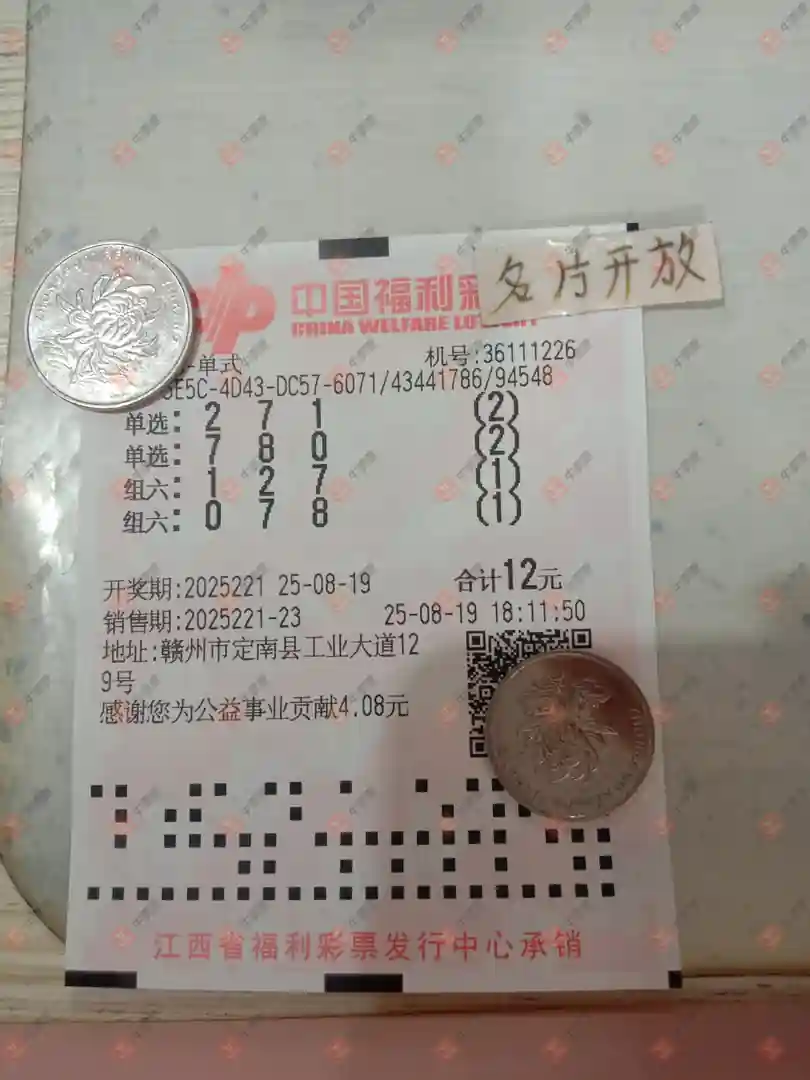 名片开放
中国福利彩
CHINA WELFARE LOTTERY
-单式
机号:36111226
5E5C-4D43-DC57-6071/43441786/94548
单选: 2 7 1 (2)
单选: 7 8 0 (2)
组六: 1 2 7 (1)
组六: 0 7 8 (1)
开奖期:2025221 25-08-19 合计12元
销售期:2025221-23 25-08-19 18:11:50
地址:赣州市定南县工业大道12
9号
感谢您为公益事业贡献4.08元
江西省福利彩票发行中心承销